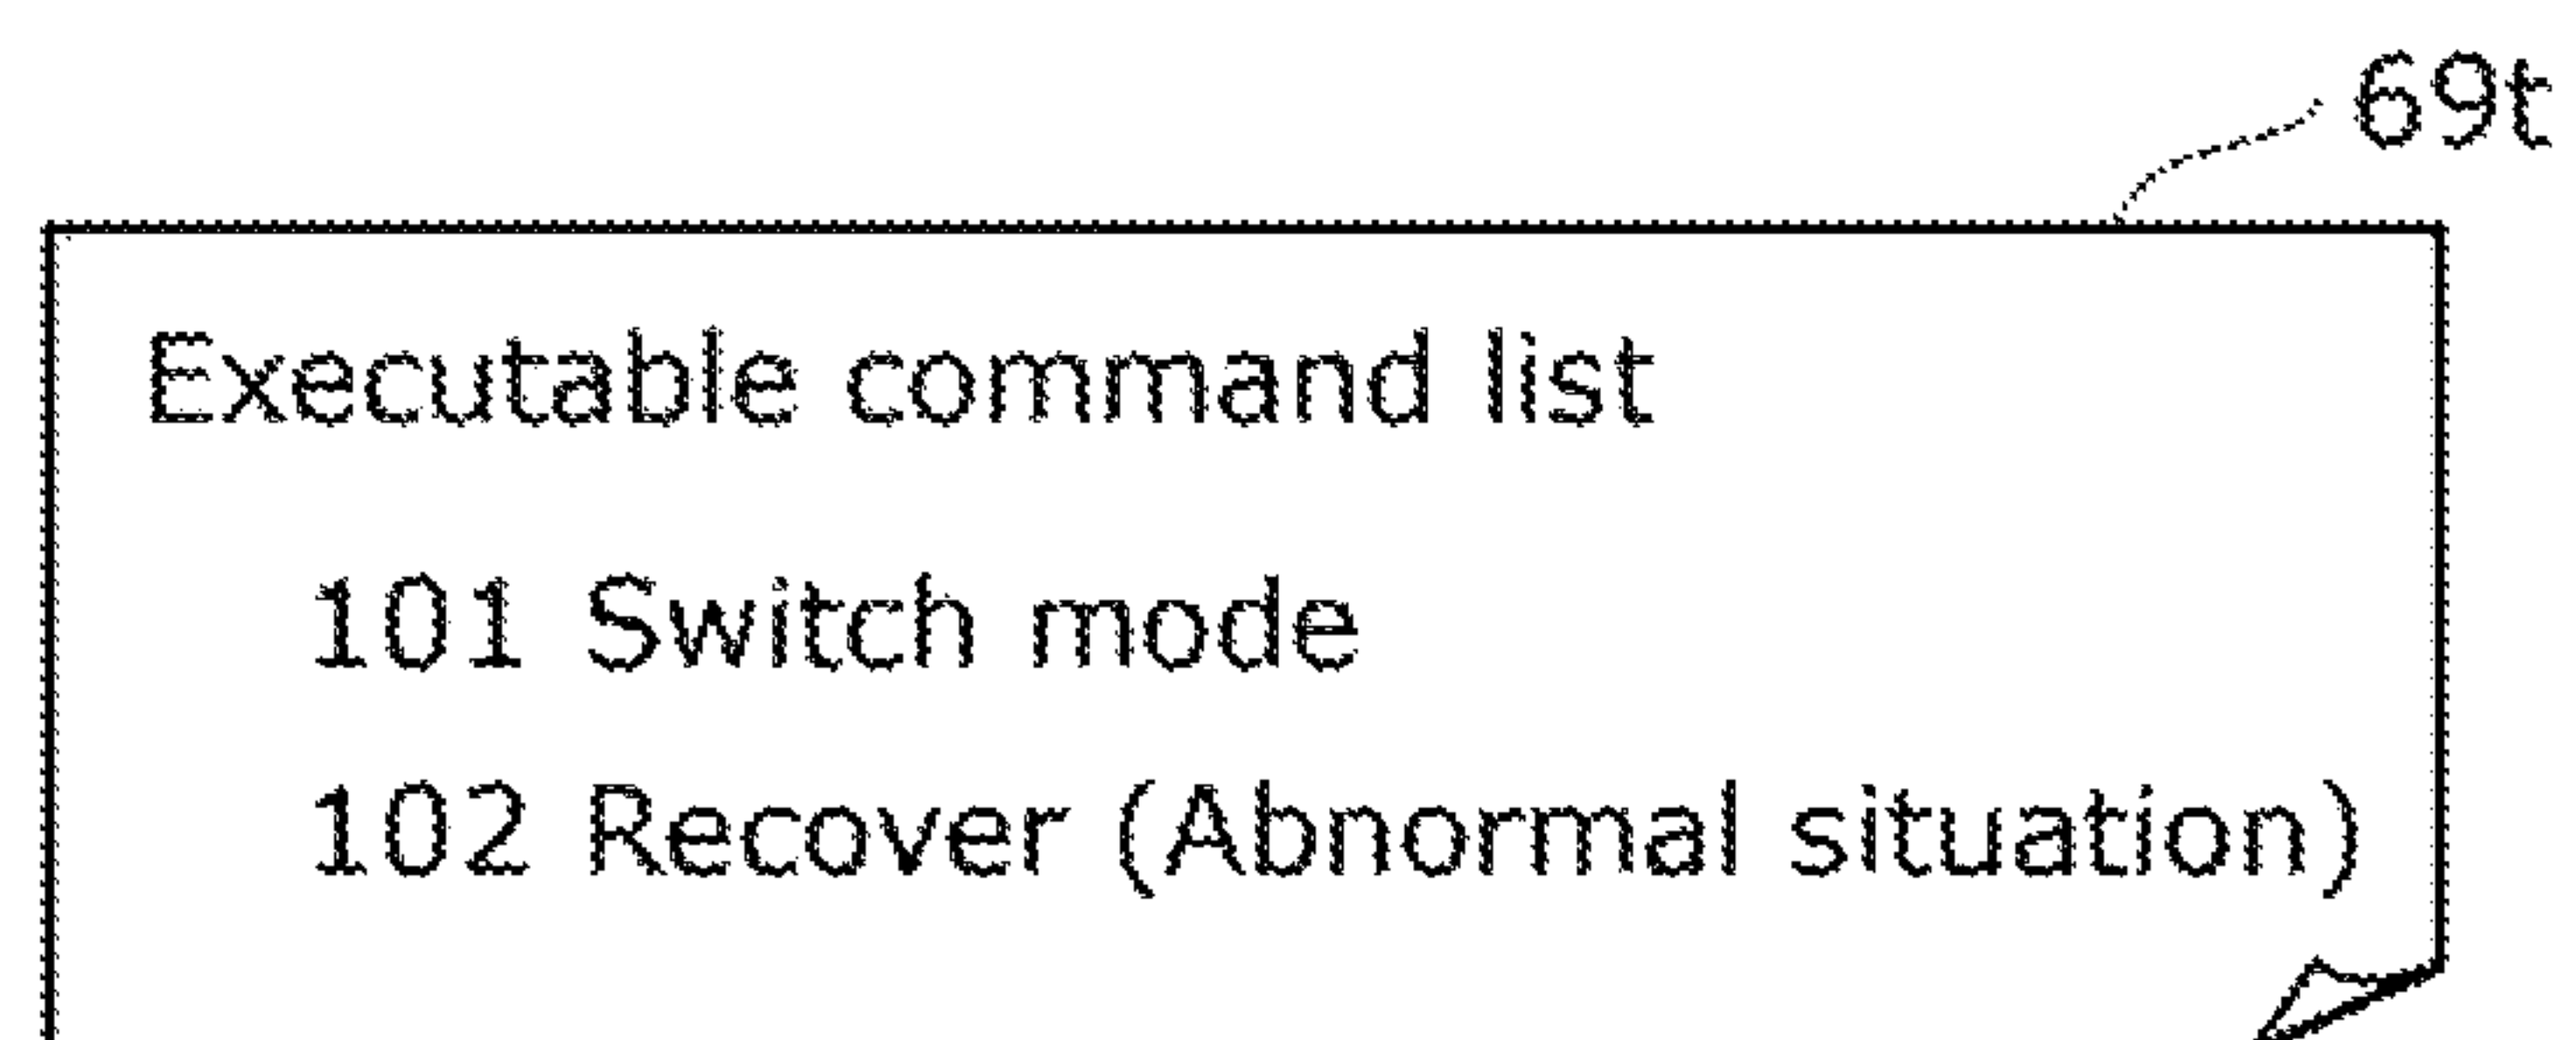 69t
Executable command list
101 Switch mode
102 Recover (Abnormal situation)